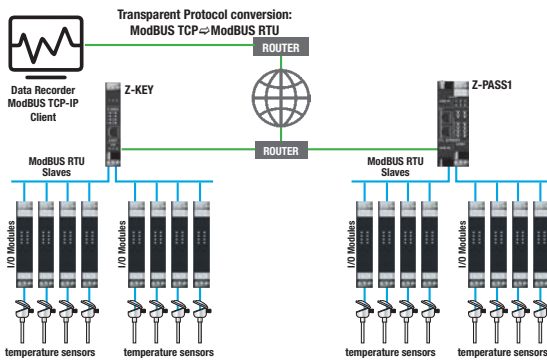 Transparent Protocol conversion:
ModBUS TCP⇨ModBUS RTU
ROUTER
Data Recorder
ModBUS TCP-IP
Client
Z-KEY
Z-PASS1
ROUTER
ModBUS RTU
Slaves
ModBUS RTU
Slaves
I/O Modules
I/O Modules
I/O Modules
I/O Modules
temperature sensors
temperature sensors
temperature sensors
temperature sensors